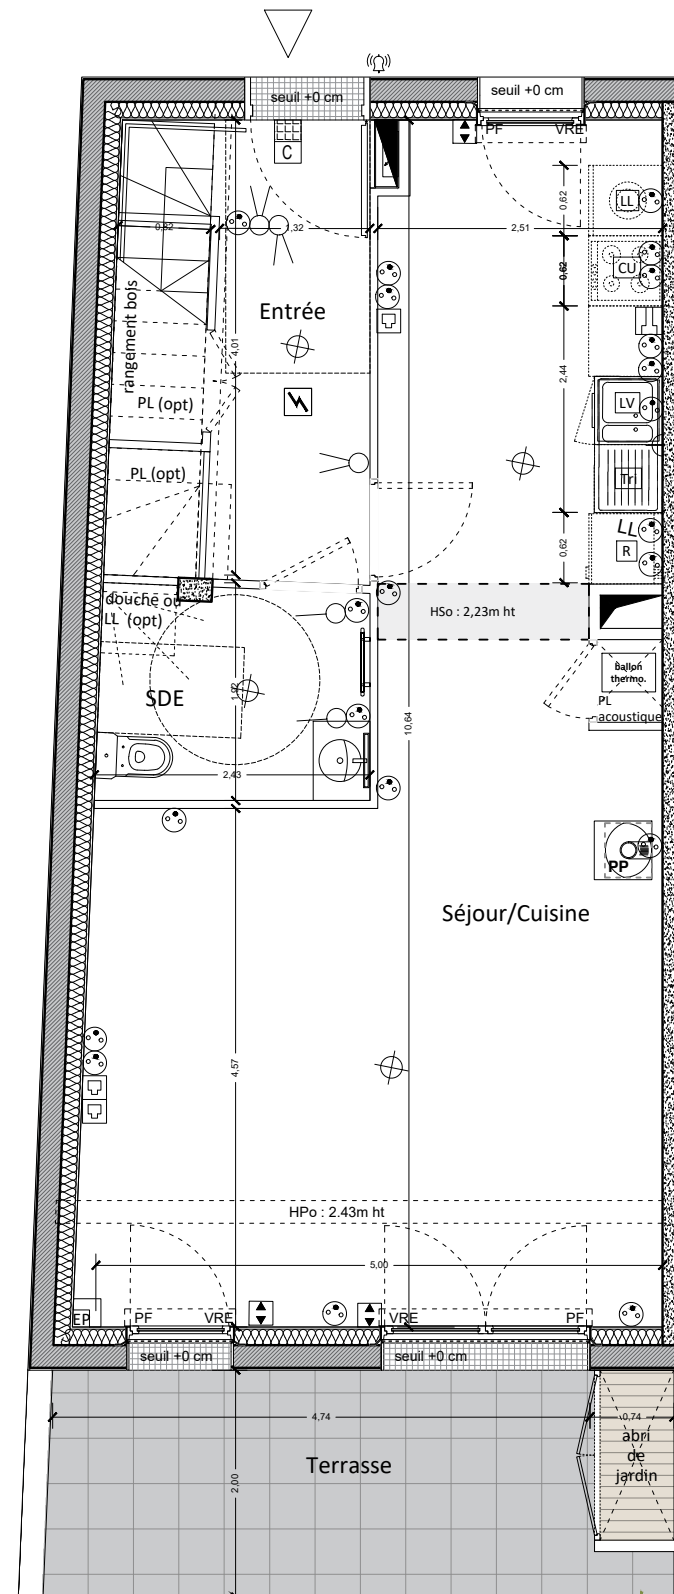 seuil +0 cm
seuil +0 cm
C
PF
VRE
0,62
LL
0,82
1,32
2,51
CU
0,62
Entrée
rangement bois
4,01
PL (opt)
2,44
LV
PL (opt)
Tri
LL
R
0,62
douche ou
LL (opt)
HSo : 2,23m ht
ballon
thermo.
SDE
PL
acoustique
10,64
2,43
PP
Séjour/Cuisine
4,57
HPo : 2.43m ht
5,00
EP
PF
VRE
VRE
PF
seuil +0 cm
seuil +0 cm
4,74
0,74
abri
de
jardin
Terrasse
2,00